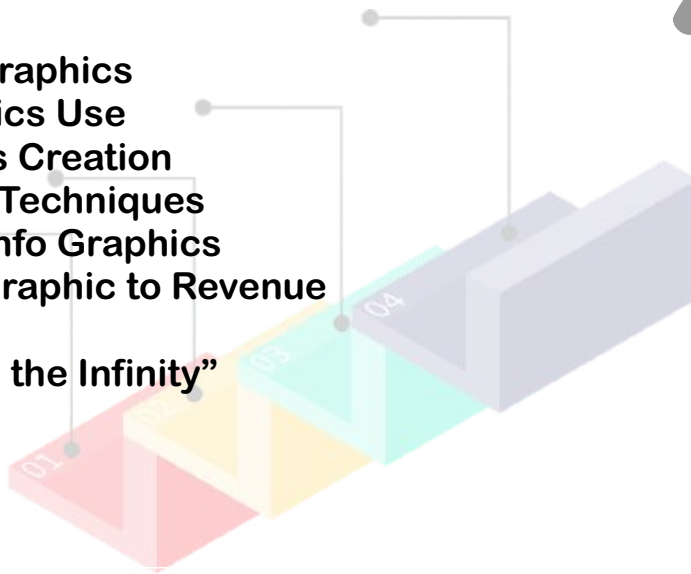 raphics
ics Use
s Creation
Techniques
nfo Graphics
raphic to Revenue
the Infinity”
04
03
02
01